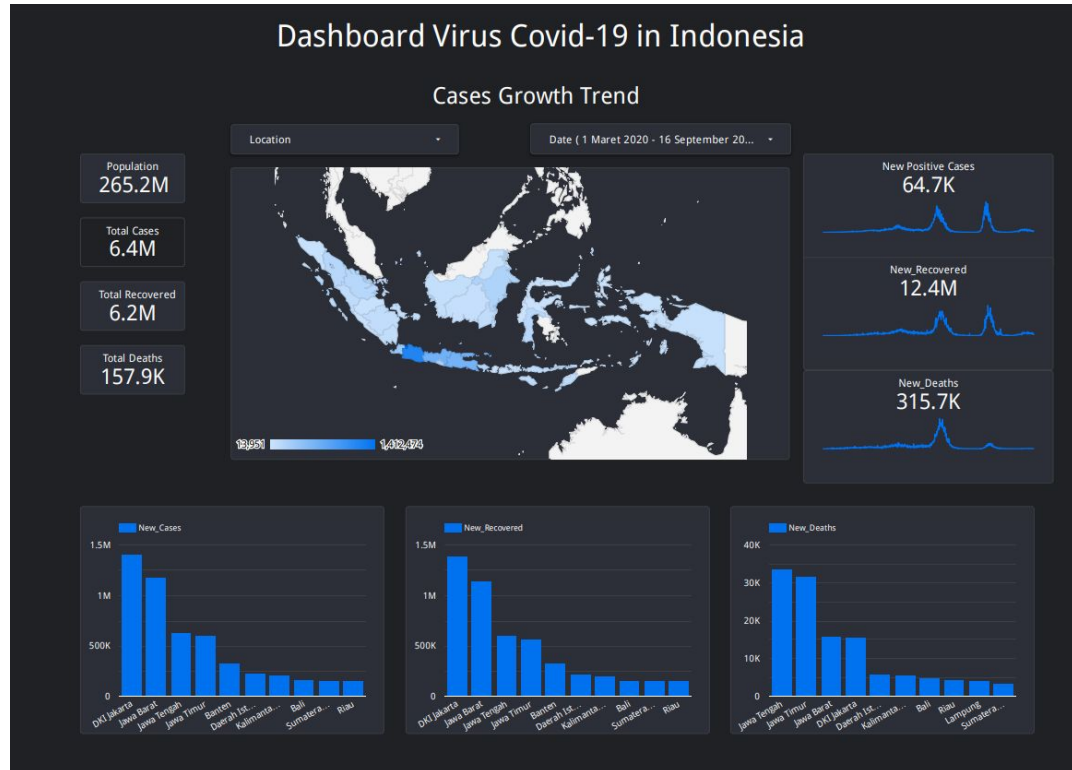 Dashboard Virus Covid-19 in Indonesia
Cases Growth Trend
Location
Date ( 1 Maret 2020 - 16 September 20...
Population
265.2M
Total Cases
6.4M
Total Recovered
6.2M
Total Deaths
157.9K
13,951
1,412,474
New Positive Cases
64.7K
New_Recovered
12.4M
New_Deaths
315.7K
New_Cases
1.5M
1M
500K
0
DKI Jakarta
Jawa Barat
Jawa Tengah
Jawa Timur
Banten
Daerah Ist...
Kalimanta...
Bali
Sumatera...
Riau
New_Recovered
1.5M
1M
500K
0
DKI Jakarta
Jawa Barat
Jawa Tengah
Jawa Timur
Banten
Daerah Ist...
Kalimanta...
Bali
Sumatera...
Riau
New_Deaths
40K
30K
20K
10K
0
Jawa Tengah
Jawa Timur
Jawa Barat
DKI Jakarta
Daerah Ist...
Kalimanta...
Bali
Riau
Lampung
Sumatera...